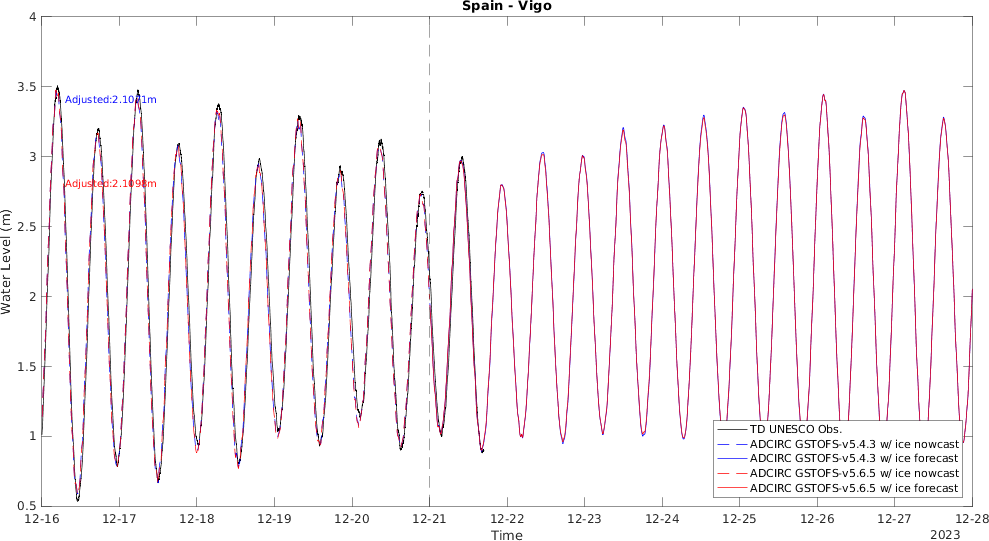 Spain - Vigo
4
3.5
3
2.5
2
1.5
1
0.5
Water Level (m)
Adjusted:2.1098m
12-16
12-17
12-18
12-19
12-20
12-21
12-22
12-23
12-24
12-25
12-26
12-27
12-28
Time
2023
TD UNESCO Obs.
ADCIRC GSTOFS-v5.4.3 w/ ice nowcast
ADCIRC GSTOFS-v5.4.3 w/ ice forecast
ADCIRC GSTOFS-v5.6.5 w/ ice nowcast
ADCIRC GSTOFS-v5.6.5 w/ ice forecast